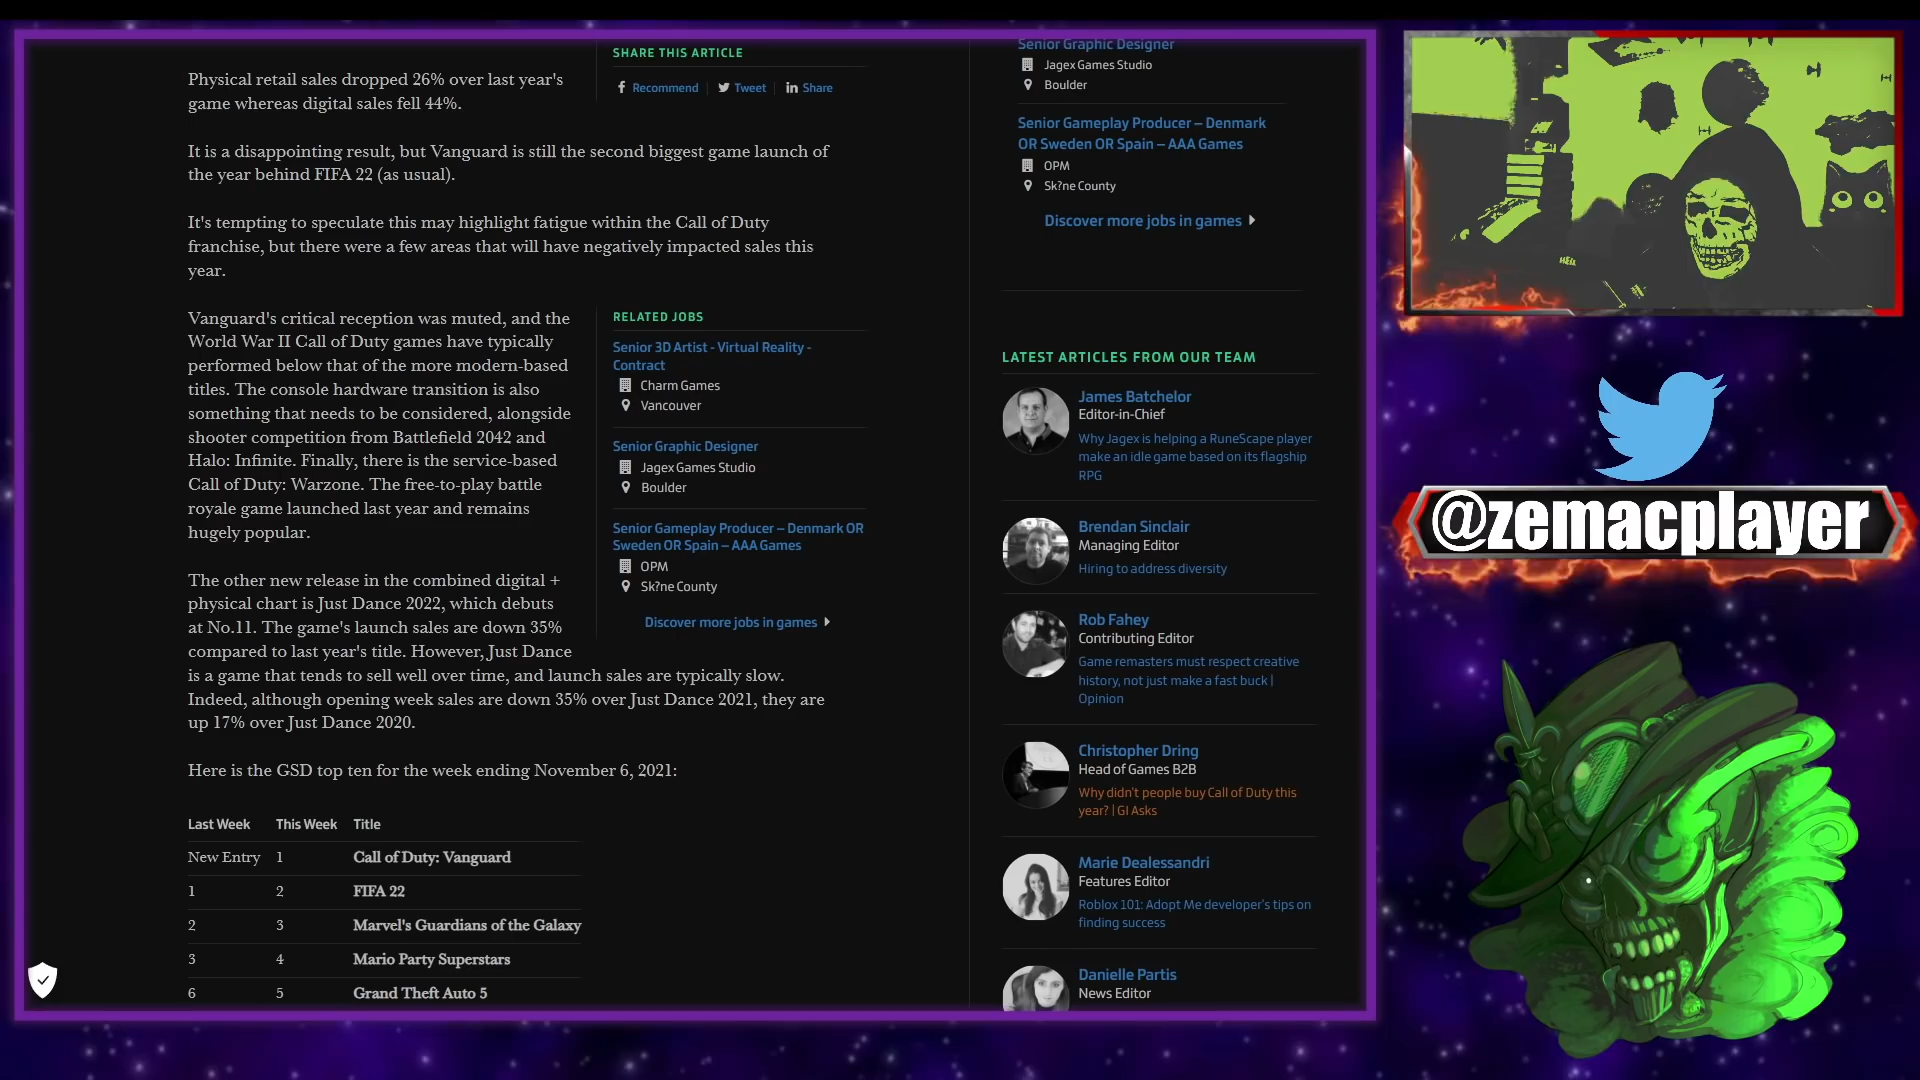 SHARE THIS ARTICLE
Recommend
Tweet
Share
Physical retail sales dropped 26% over last year's
game whereas digital sales fell 44%.
It is a disappointing result, but Vanguard is still the second biggest game launch of
the year behind FIFA 22 (as usual).
It's tempting to speculate this may highlight fatigue within the Call of Duty
franchise, but there were a few areas that will have negatively impacted sales this
year.
Vanguard's critical reception was muted, and the
World War II Call of Duty games have typically
performed below that of the more modern-based
titles. The console hardware transition is also
something that needs to be considered, alongside
shooter competition from Battlefield 2042 and
Halo: Infinite. Finally, there is the service-based
Call of Duty: Warzone. The free-to-play battle
royale game launched last year and remains
hugely popular.
RELATED JOBS
Senior 3D Artist - Virtual Reality -
Contract
Charm Games
Vancouver
Senior Graphic Designer
Jagex Games Studio
Boulder
Senior Gameplay Producer – Denmark OR
Sweden OR Spain – AAA Games
OPM
Sk?ne County
Discover more jobs in games
The other new release in the combined digital +
physical chart is Just Dance 2022, which debuts
at No.11. The game's launch sales are down 35%
compared to last year's title. However, Just Dance
is a game that tends to sell well over time, and launch sales are typically slow.
Indeed, although opening week sales are down 35% over Just Dance 2021, they are
up 17% over Just Dance 2020.
Here is the GSD top ten for the week ending November 6, 2021:
Last Week This Week Title
New Entry 1 Call of Duty: Vanguard
1 2 FIFA 22
2 3 Marvel's Guardians of the Galaxy
3 4 Mario Party Superstars
6 5 Grand Theft Auto 5
Senior Graphic Designer
Jagex Games Studio
Boulder
Senior Gameplay Producer – Denmark
OR Sweden OR Spain – AAA Games
OPM
Sk?ne County
Discover more jobs in games
LATEST ARTICLES FROM OUR TEAM
James Batchelor
Editor-in-Chief
Why Jagex is helping a RuneScape player
make an idle game based on its flagship
RPG
Brendan Sinclair
Managing Editor
Hiring to address diversity
Rob Fahey
Contributing Editor
Game remasters must respect creative
history, not just make a fast buck |
Opinion
Christopher Dring
Head of Games B2B
Why didn't people buy Call of Duty this
year? | GI Asks
Marie Dealessandri
Features Editor
Roblox 101: Adopt Me developer's tips on
finding success
Danielle Partis
News Editor
@zemacplayer